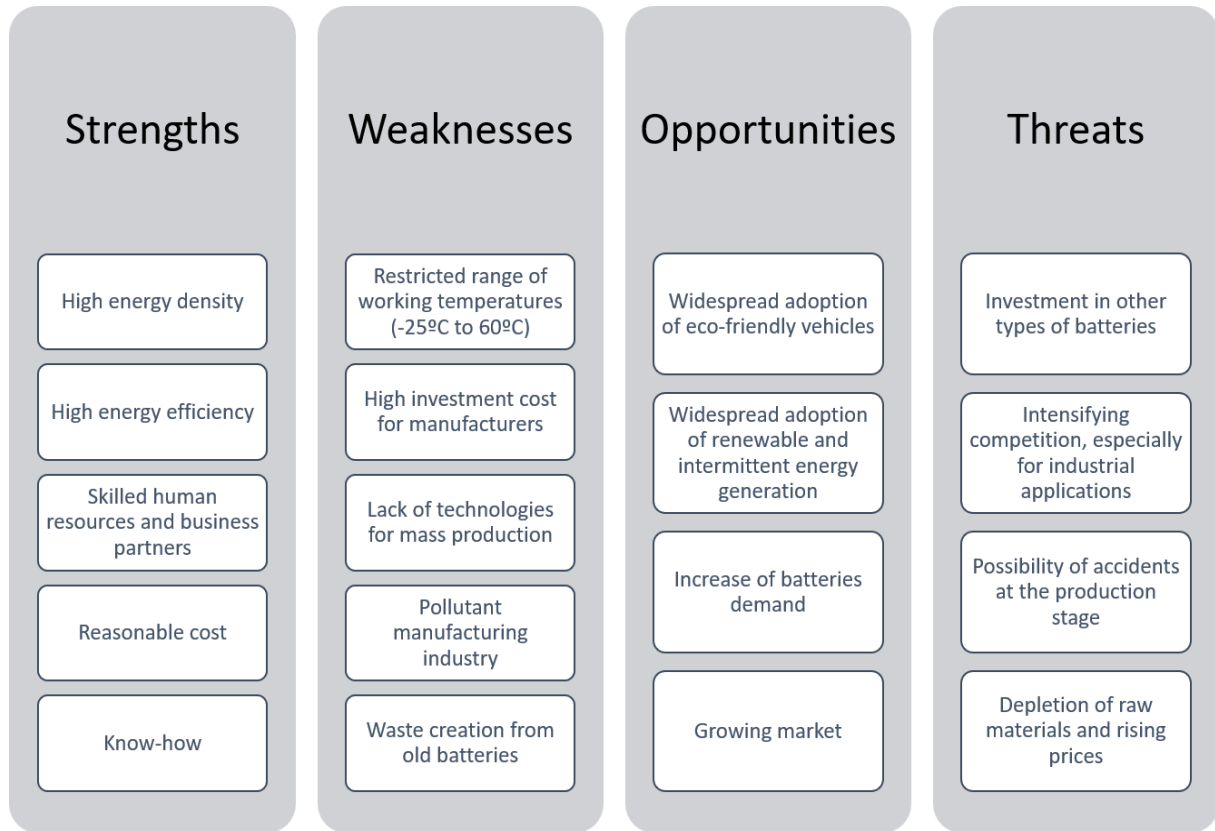 Strengths
High energy density
High energy efficiency
Skilled human
resources and business
partners
Reasonable cost
Know-how
Weaknesses
Restricted range of
working temperatures
(-25ºC to 60ºC)
High investment cost
for manufacturers
Lack of technologies
for mass production
Pollutant
manufacturing
industry
Waste creation from
old batteries
Opportunities
Widespread adoption
of eco-friendly vehicles
Widespread adoption
of renewable and
intermittent energy
generation
Increase of batteries
demand
Growing market
Threats
Investment in other
types of batteries
Intensifying
competition, especially
for industrial
applications
Possibility of accidents
at the production
stage
Depletion of raw
materials and rising
prices